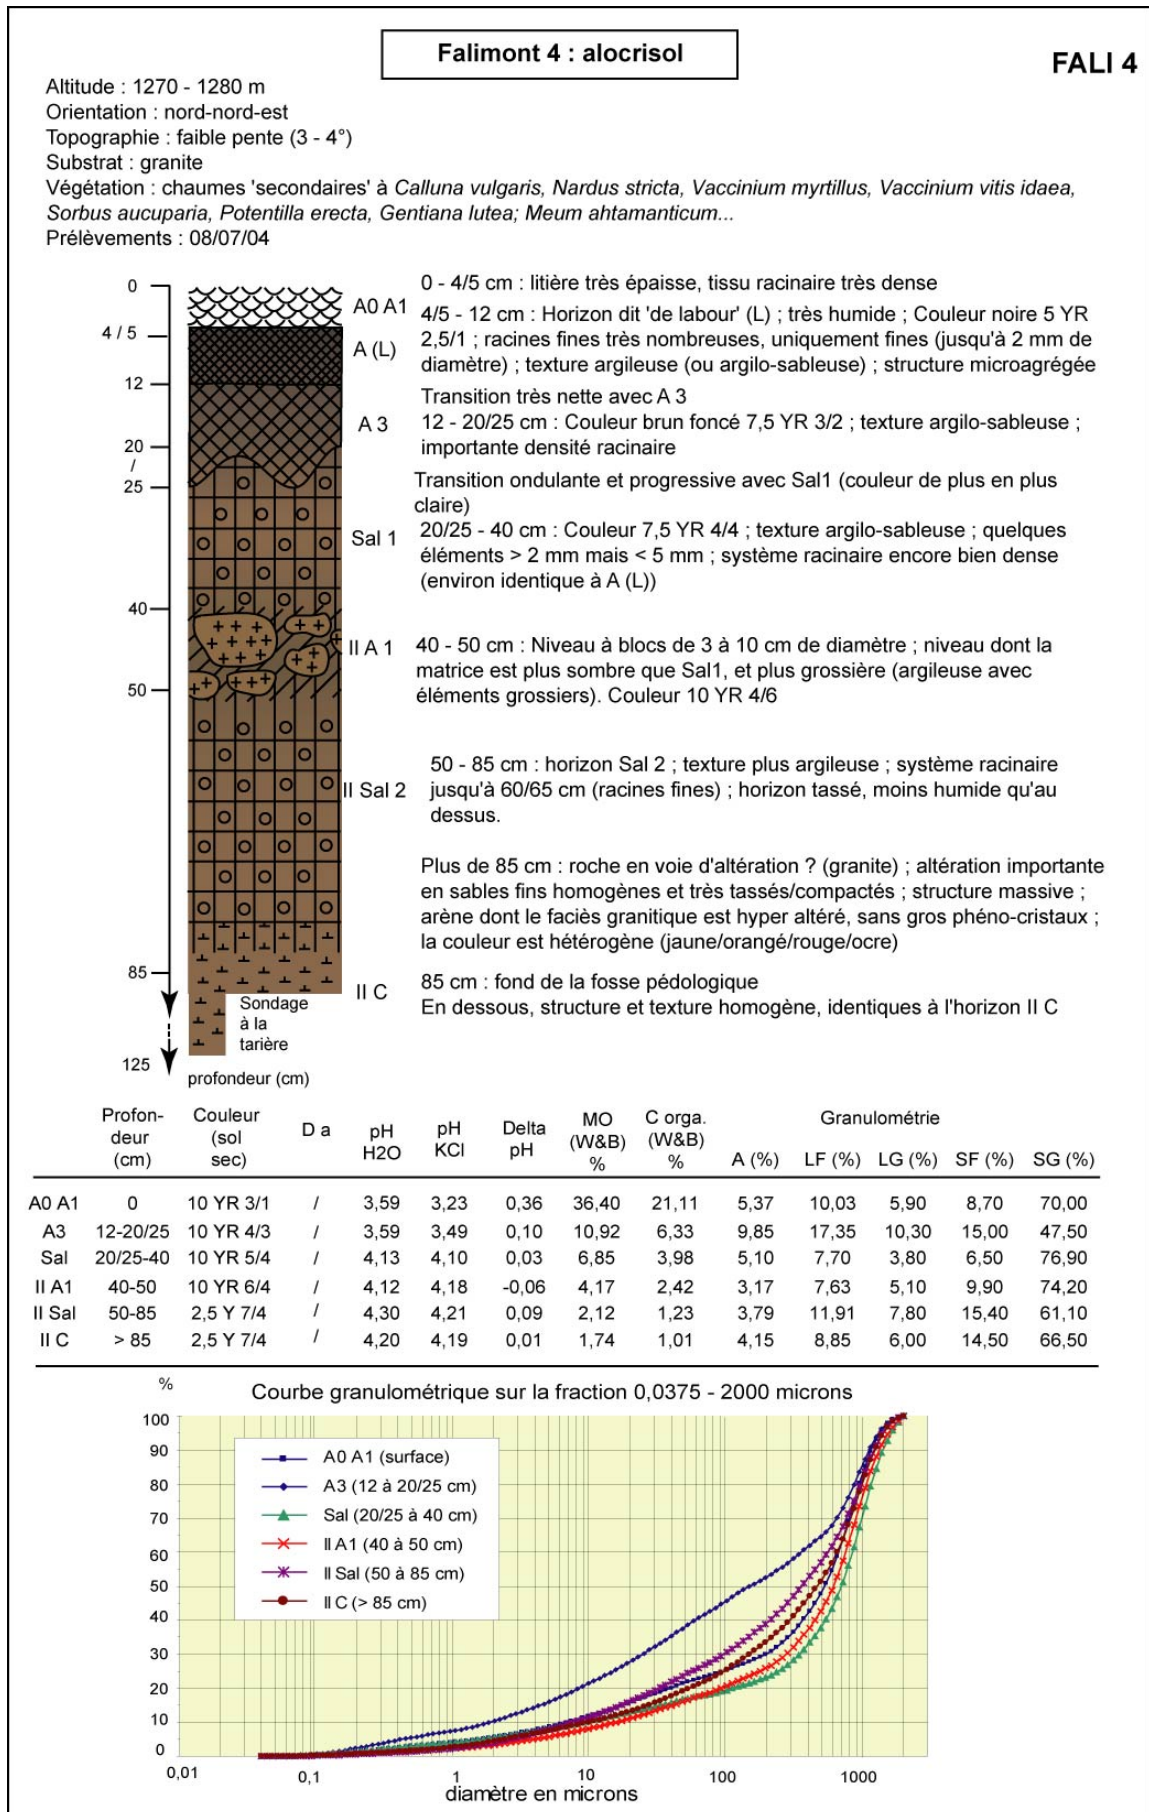 Falimont 4 : alocrisol
FALI 4
Altitude : 1270 - 1280 m
Orientation : nord-nord-est
Topographie : faible pente (3 - 4°)
Substrat : granite
Végétation : chaumes 'secondaires' à Calluna vulgaris, Nardus stricta, Vaccinium myrtillus, Vaccinium vitis idaea,
Sorbus aucuparia, Potentilla erecta, Gentiana lutea; Meum ahtamanticum...
Prélèvements : 08/07/04
0
4 / 5
12
20
/
25
40
50
85
125
A0 A1
A (L)
A 3
Sal 1
II A 1
II Sal 2
II C
Sondage
à la
tarière
profondeur (cm)
0 - 4/5 cm : litière très épaisse, tissu racinaire très dense
4/5 - 12 cm : Horizon dit 'de labour' (L) ; très humide ; Couleur noire 5 YR
2,5/1 ; racines fines très nombreuses, uniquement fines (jusqu'à 2 mm de
diamètre) ; texture argileuse (ou argilo-sableuse) ; structure microagrégée
Transition très nette avec A 3
12 - 20/25 cm : Couleur brun foncé 7,5 YR 3/2 ; texture argilo-sableuse ;
importante densité racinaire
Transition ondulante et progressive avec Sal1 (couleur de plus en plus
claire)
20/25 - 40 cm : Couleur 7,5 YR 4/4 ; texture argilo-sableuse ; quelques
éléments > 2 mm mais < 5 mm ; système racinaire encore bien dense
(environ identique à A (L))
40 - 50 cm : Niveau à blocs de 3 à 10 cm de diamètre ; niveau dont la
matrice est plus sombre que Sal1, et plus grossière (argileuse avec
éléments grossiers). Couleur 10 YR 4/6
50 - 85 cm : horizon Sal 2 ; texture plus argileuse ; système racinaire
jusqu'à 60/65 cm (racines fines) ; horizon tassé, moins humide qu'au
dessus.
Plus de 85 cm : roche en voie d'altération ? (granite) ; altération importante
en sables fins homogènes et très tassés/compactés ; structure massive ;
arène dont le faciès granitique est hyper altéré, sans gros phéno-cristaux ;
la couleur est hétérogène (jaune/orangé/rouge/ocre)
85 cm : fond de la fosse pédologique
En dessous, structure et texture homogène, identiques à l'horizon II C
Profon-deur (cm) Couleur (sol sec) D a pH H2O pH KCl Delta pH MO (W&B) % C orga. (W&B) % Granulométrie
A (%) LF (%) LG (%) SF (%) SG (%)
A0 A1 0 10 YR 3/1 / 3,59 3,23 0,36 36,40 21,11 5,37 10,03 5,90 8,70 70,00
A3 12-20/25 10 YR 4/3 / 3,59 3,49 0,10 10,92 6,33 9,85 17,35 10,30 15,00 47,50
Sal 20/25-40 10 YR 5/4 / 4,13 4,10 0,03 6,85 3,98 5,10 7,70 3,80 6,50 76,90
II A1 40-50 10 YR 6/4 / 4,12 4,18 -0,06 4,17 2,42 3,17 7,63 5,10 9,90 74,20
II Sal 50-85 2,5 Y 7/4 / 4,30 4,21 0,09 2,12 1,23 3,79 11,91 7,80 15,40 61,10
II C > 85 2,5 Y 7/4 / 4,20 4,19 0,01 1,74 1,01 4,15 8,85 6,00 14,50 66,50
%
Courbe granulométrique sur la fraction 0,0375 - 2000 microns
100
90
80
70
60
50
40
30
20
10
0
A0 A1 (surface)
A3 (12 à 20/25 cm)
Sal (20/25 à 40 cm)
II A1 (40 à 50 cm)
II Sal (50 à 85 cm)
II C (> 85 cm)
0,01 0,1 1 10 100 1000
diamètre en microns